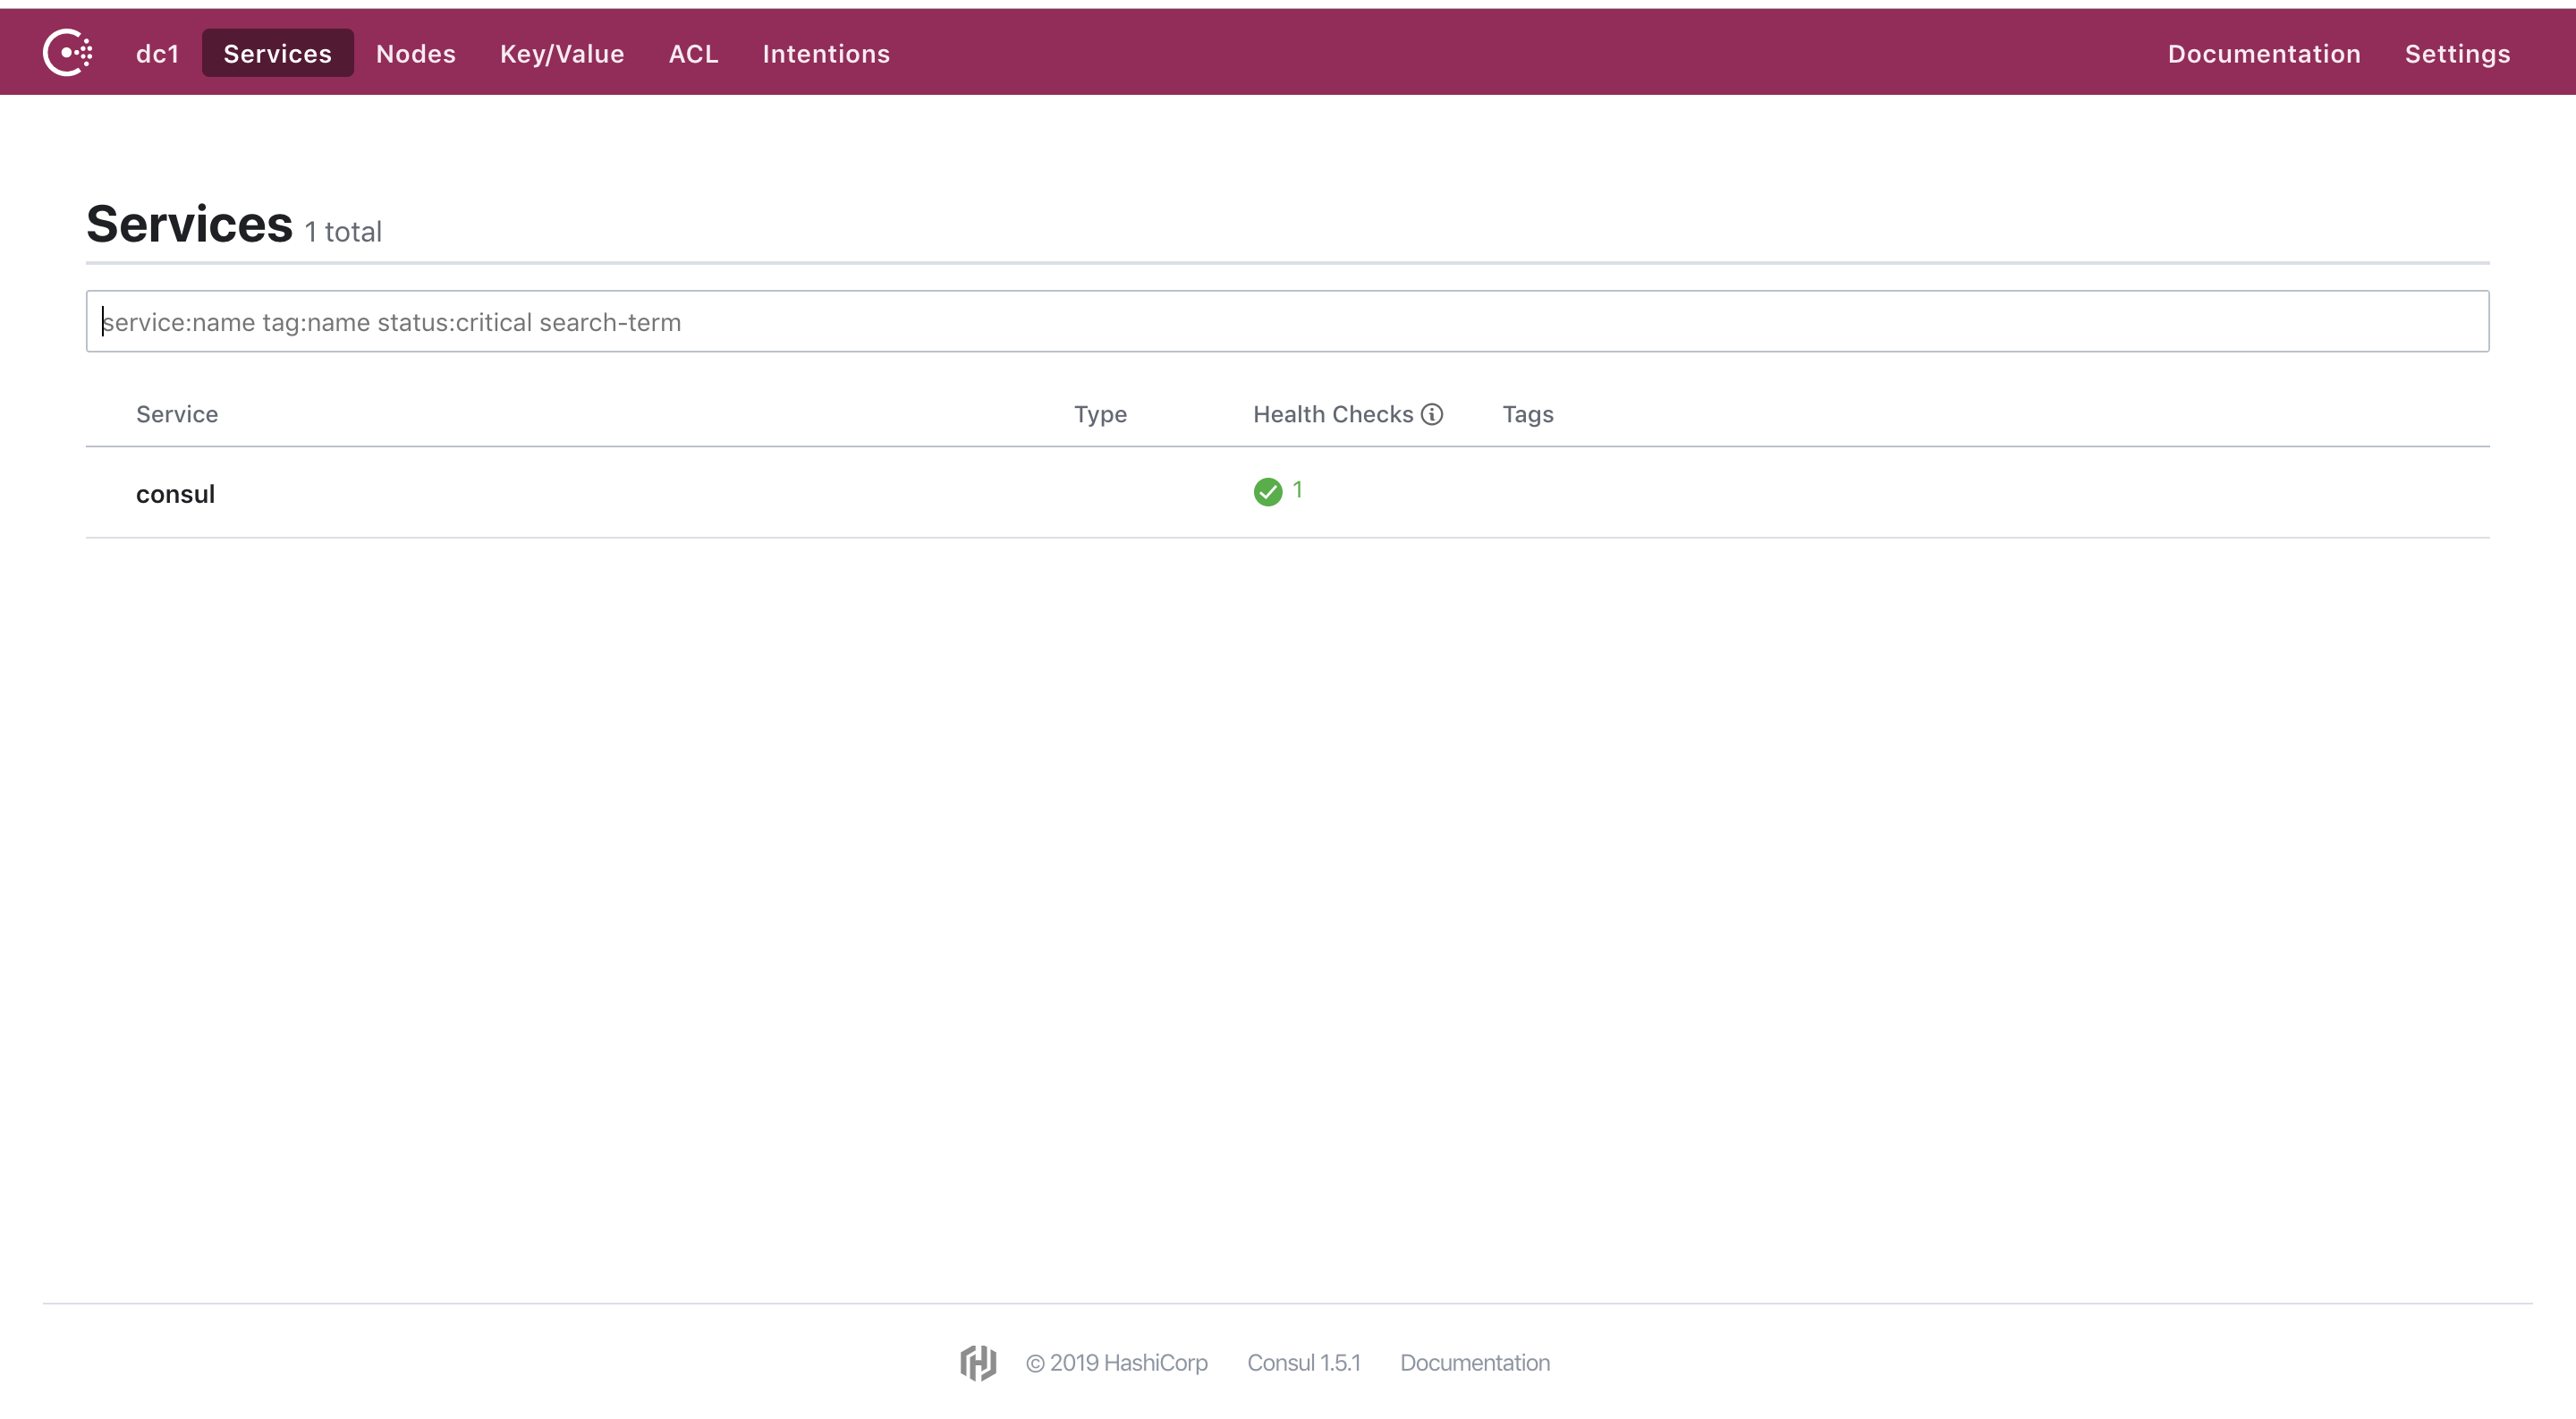 dc1 Services Nodes Key/Value ACL Intentions Documentation Settings
Services 1 total
service:name tag:name status:critical search-term
Service Type Health Checks Tags
consul 1
© 2019 HashiCorp Consul 1.5.1 Documentation